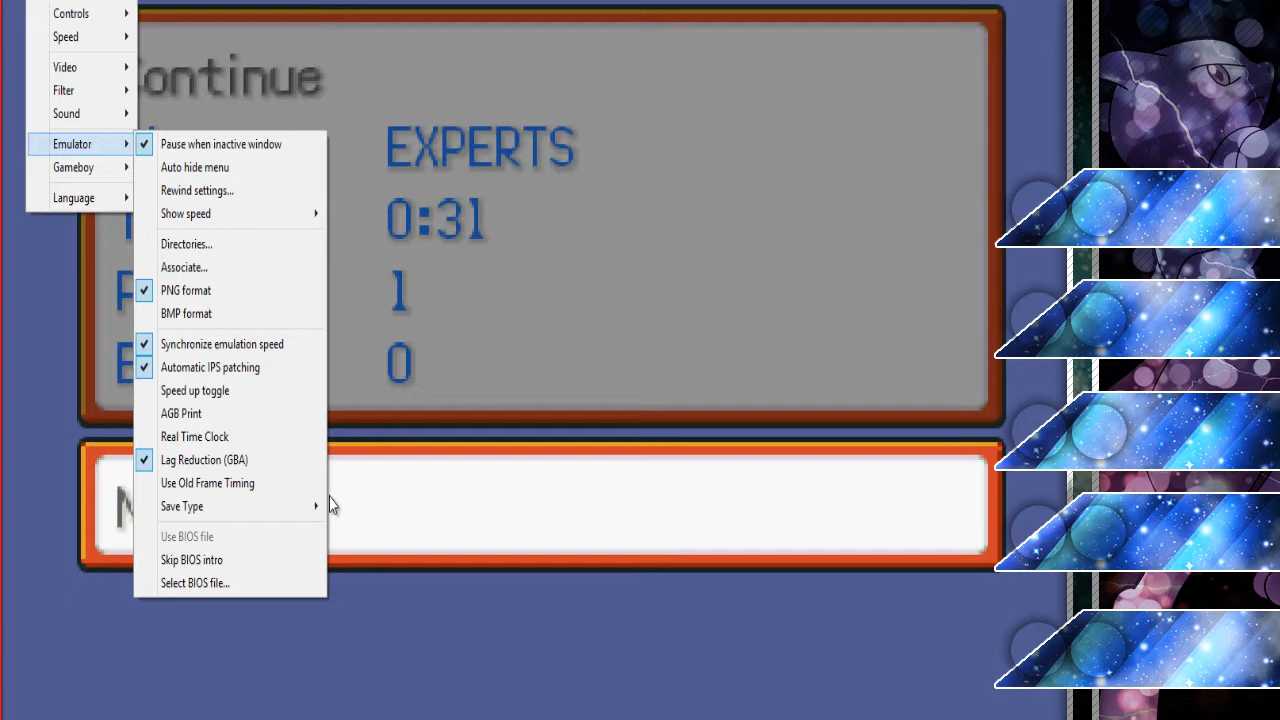 Controls
Speed
Video
Filter
Sound
Emulator
Gameboy
Language
Pause when inactive window
Auto hide menu
Rewind settings...
Show speed
Directories...
Associate...
PNG format
BMP format
Synchronize emulation speed
Automatic IPS patching
Speed up toggle
AGB Print
Real Time Clock
Lag Reduction (GBA)
Use Old Frame Timing
Save Type
Use BIOS file
Skip BIOS intro
Select BIOS file...
Continue
EXPERTS
0:31
1
0